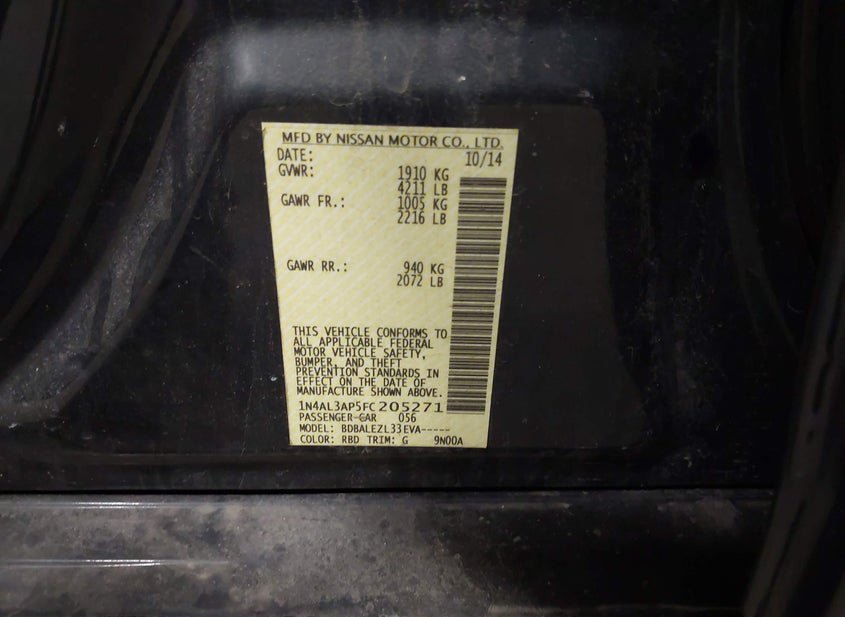 MFD BY NISSAN MOTOR CO., LTD.
DATE: 10/14
GVWR: 1910 KG
4211 LB
GAWR FR.: 1005 KG
2216 LB
GAWR RR.: 940 KG
2072 LB
THIS VEHICLE CONFORMS TO
ALL APPLICABLE FEDERAL
MOTOR VEHICLE SAFETY,
BUMPER, AND THEFT
PREVENTION STANDARDS IN
EFFECT ON THE DATE OF
MANUFACTURE SHOWN ABOVE.
1N4AL3AP5FC205271
PASSENGER CAR 056
MODEL: BDBALEZL33EVA-----
COLOR: RBD TRIM: G 9N00A